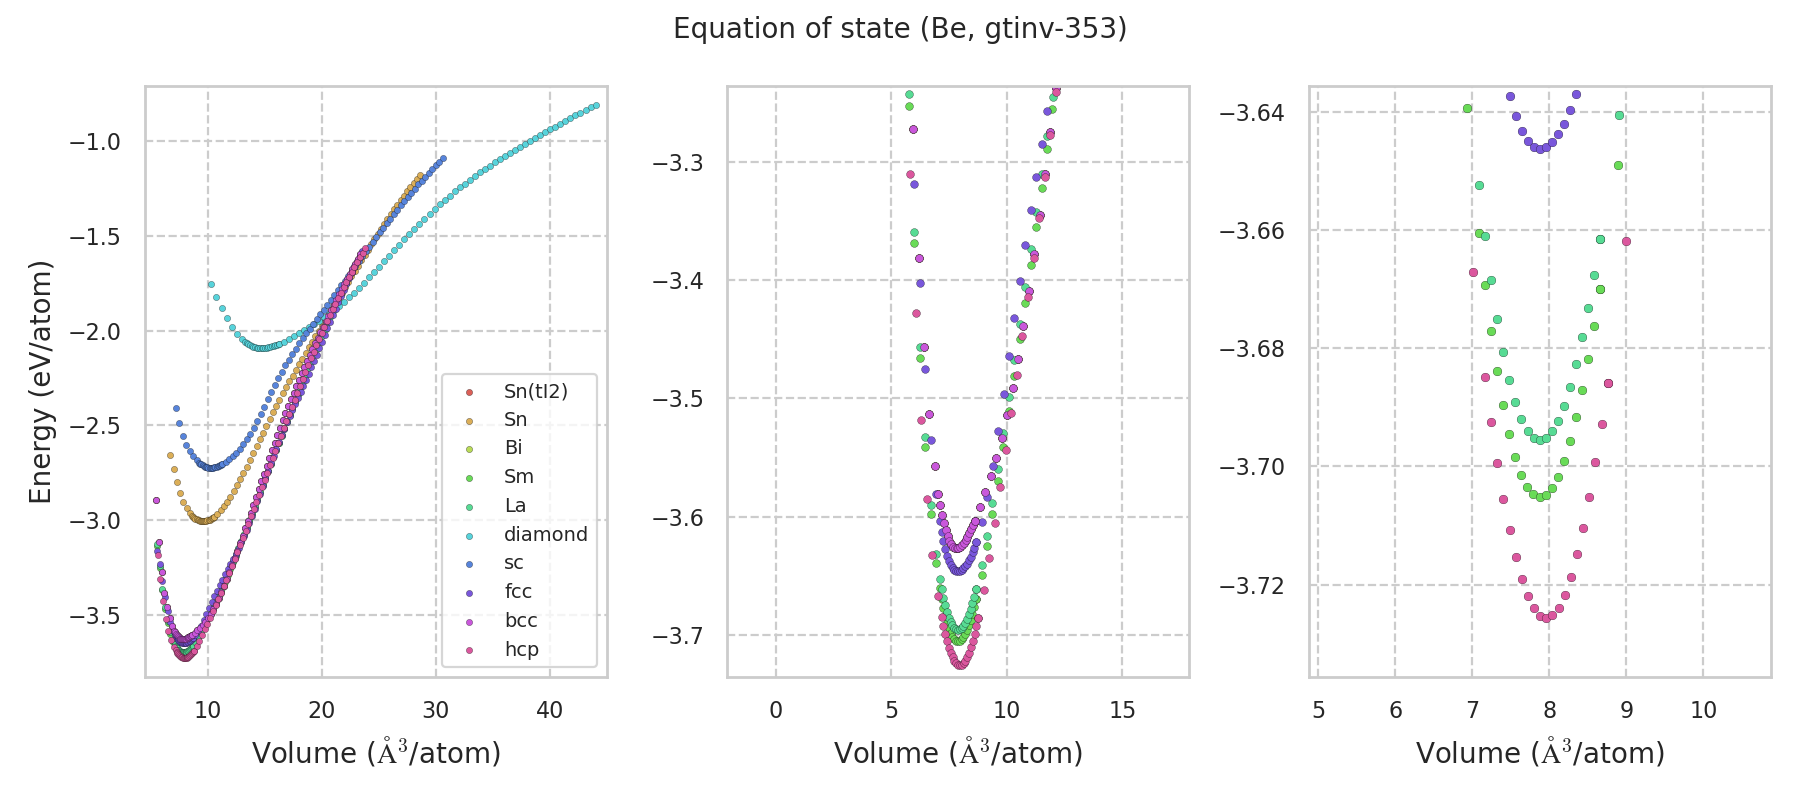 Equation of state (Be, gtinv-353)
Energy (eV/atom)
−1.0
−1.5
−2.0
−2.5
−3.0
−3.5
10
20
30
40
Volume (Å³/atom)
Sn(tI2)
Sn
Bi
Sm
La
diamond
sc
fcc
bcc
hcp
−3.3
−3.4
−3.5
−3.6
−3.7
0
5
10
15
Volume (Å³/atom)
−3.64
−3.66
−3.68
−3.70
−3.72
5
6
7
8
9
10
Volume (Å³/atom)